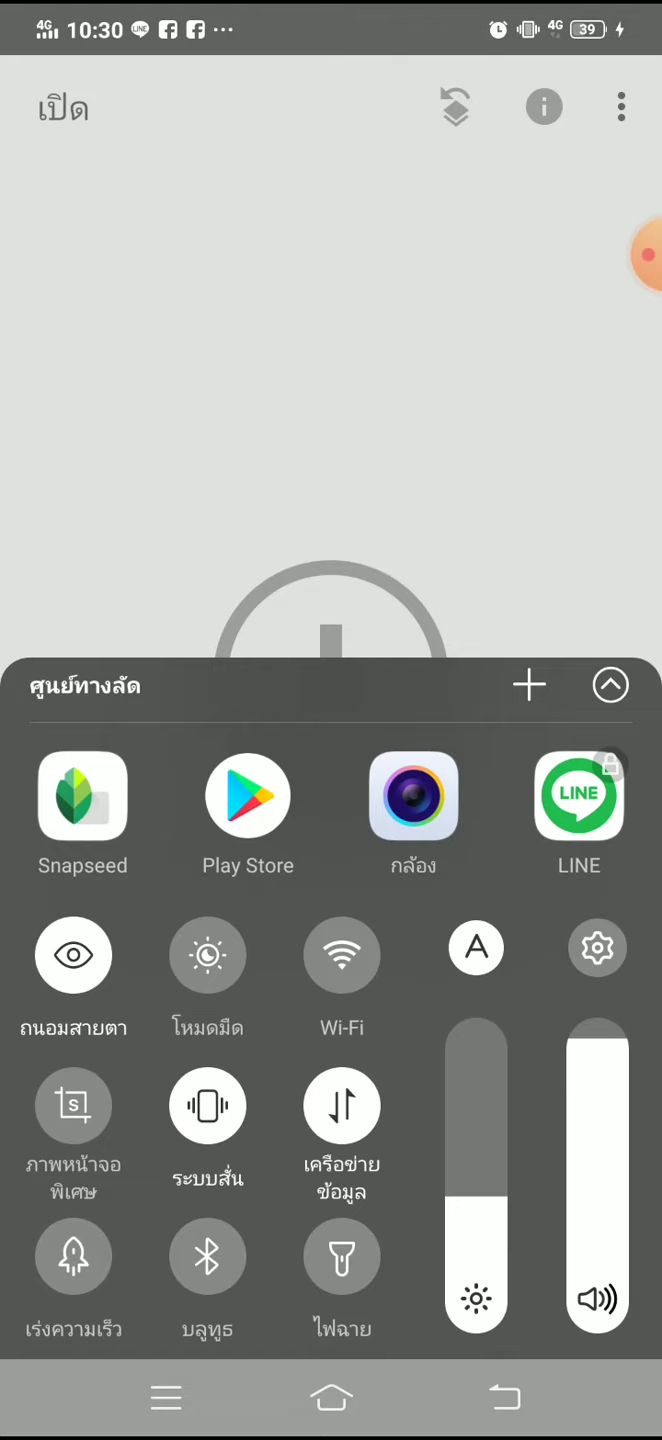 4G 10:30 LINE 4G 39
เปิด
ศูนย์ทางลัด
LINE
Snapseed Play Store กล้อง LINE
A
ถนอมสายตา โหมดมืด Wi-Fi
S
ภาพหน้าจอ
พิเศษ
ระบบสั่น
เครือข่าย
ข้อมูล
เร่งความเร็ว บลูทูธ ไฟฉาย